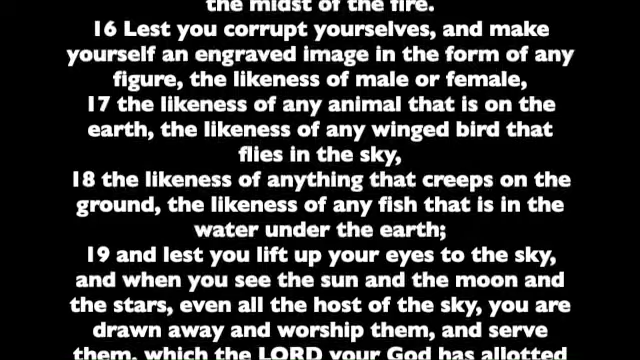 the midst of the fire.
16 Lest you corrupt yourselves, and make
yourself an engraved image in the form of any
figure, the likeness of male or female,
17 the likeness of any animal that is on the
earth, the likeness of any winged bird that
flies in the sky,
18 the likeness of anything that creeps on the
ground, the likeness of any fish that is in the
water under the earth;
19 and lest you lift up your eyes to the sky,
and when you see the sun and the moon and
the stars, even all the host of the sky, you are
drawn away and worship them, and serve
them, which the LORD your God has allotted